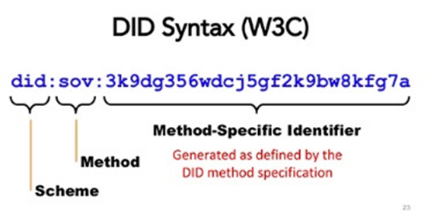 DID Syntax (W3C)
did:sov:3k9dg356wdcj5gf2k9bw8kfg7a
Method-Specific Identifier
Generated as defined by the
DID method specification
Method
Scheme
23